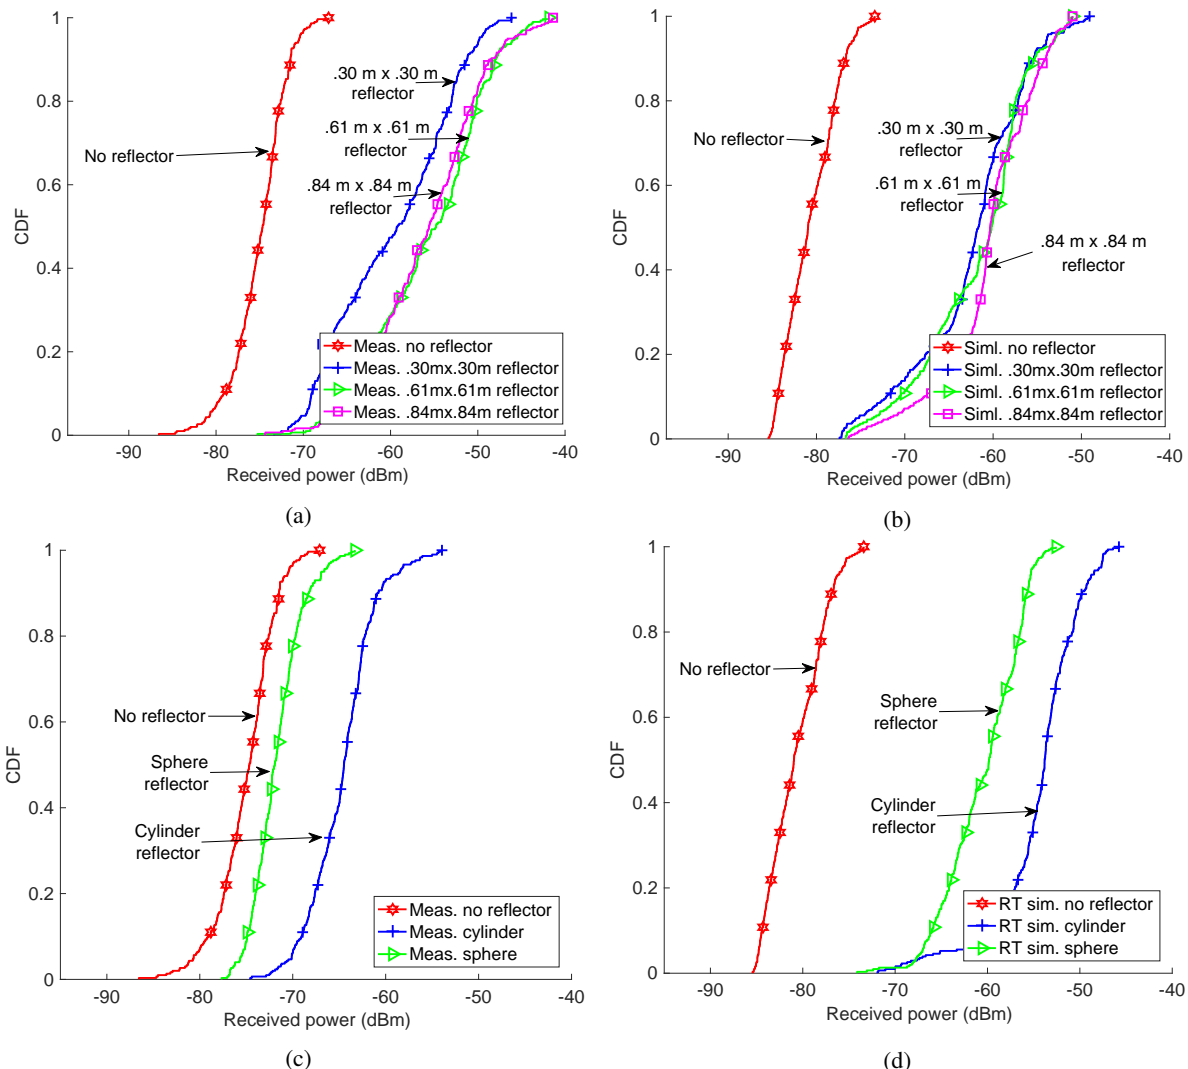 1
0.8
0.6
0.4
0.2
0
CDF
-90
-80
-70
-60
-50
-40
Received power (dBm)
No reflector
.30 m x .30 m
reflector
.61 m x .61 m
reflector
.84 m x .84 m
reflector
Meas. no reflector
Meas. .30mx.30m reflector
Meas. .61mx.61m reflector
Meas. .84mx.84m reflector
(a)
1
0.8
0.6
0.4
0.2
0
CDF
-90
-80
-70
-60
-50
-40
Received power (dBm)
No reflector
.30 m x .30 m
reflector
.61 m x .61 m
reflector
.84 m x .84 m
reflector
Siml. no reflector
Siml. .30mx.30m reflector
Siml. .61mx.61m reflector
Siml. .84mx.84m reflector
(b)
1
0.8
0.6
0.4
0.2
0
CDF
-90
-80
-70
-60
-50
-40
Received power (dBm)
No reflector
Sphere
reflector
Cylinder
reflector
Meas. no reflector
Meas. cylinder
Meas. sphere
(c)
1
0.8
0.6
0.4
0.2
0
CDF
-90
-80
-70
-60
-50
-40
Received power (dBm)
No reflector
Sphere
reflector
Cylinder
reflector
RT sim. no reflector
RT sim. cylinder
RT sim. sphere
(d)